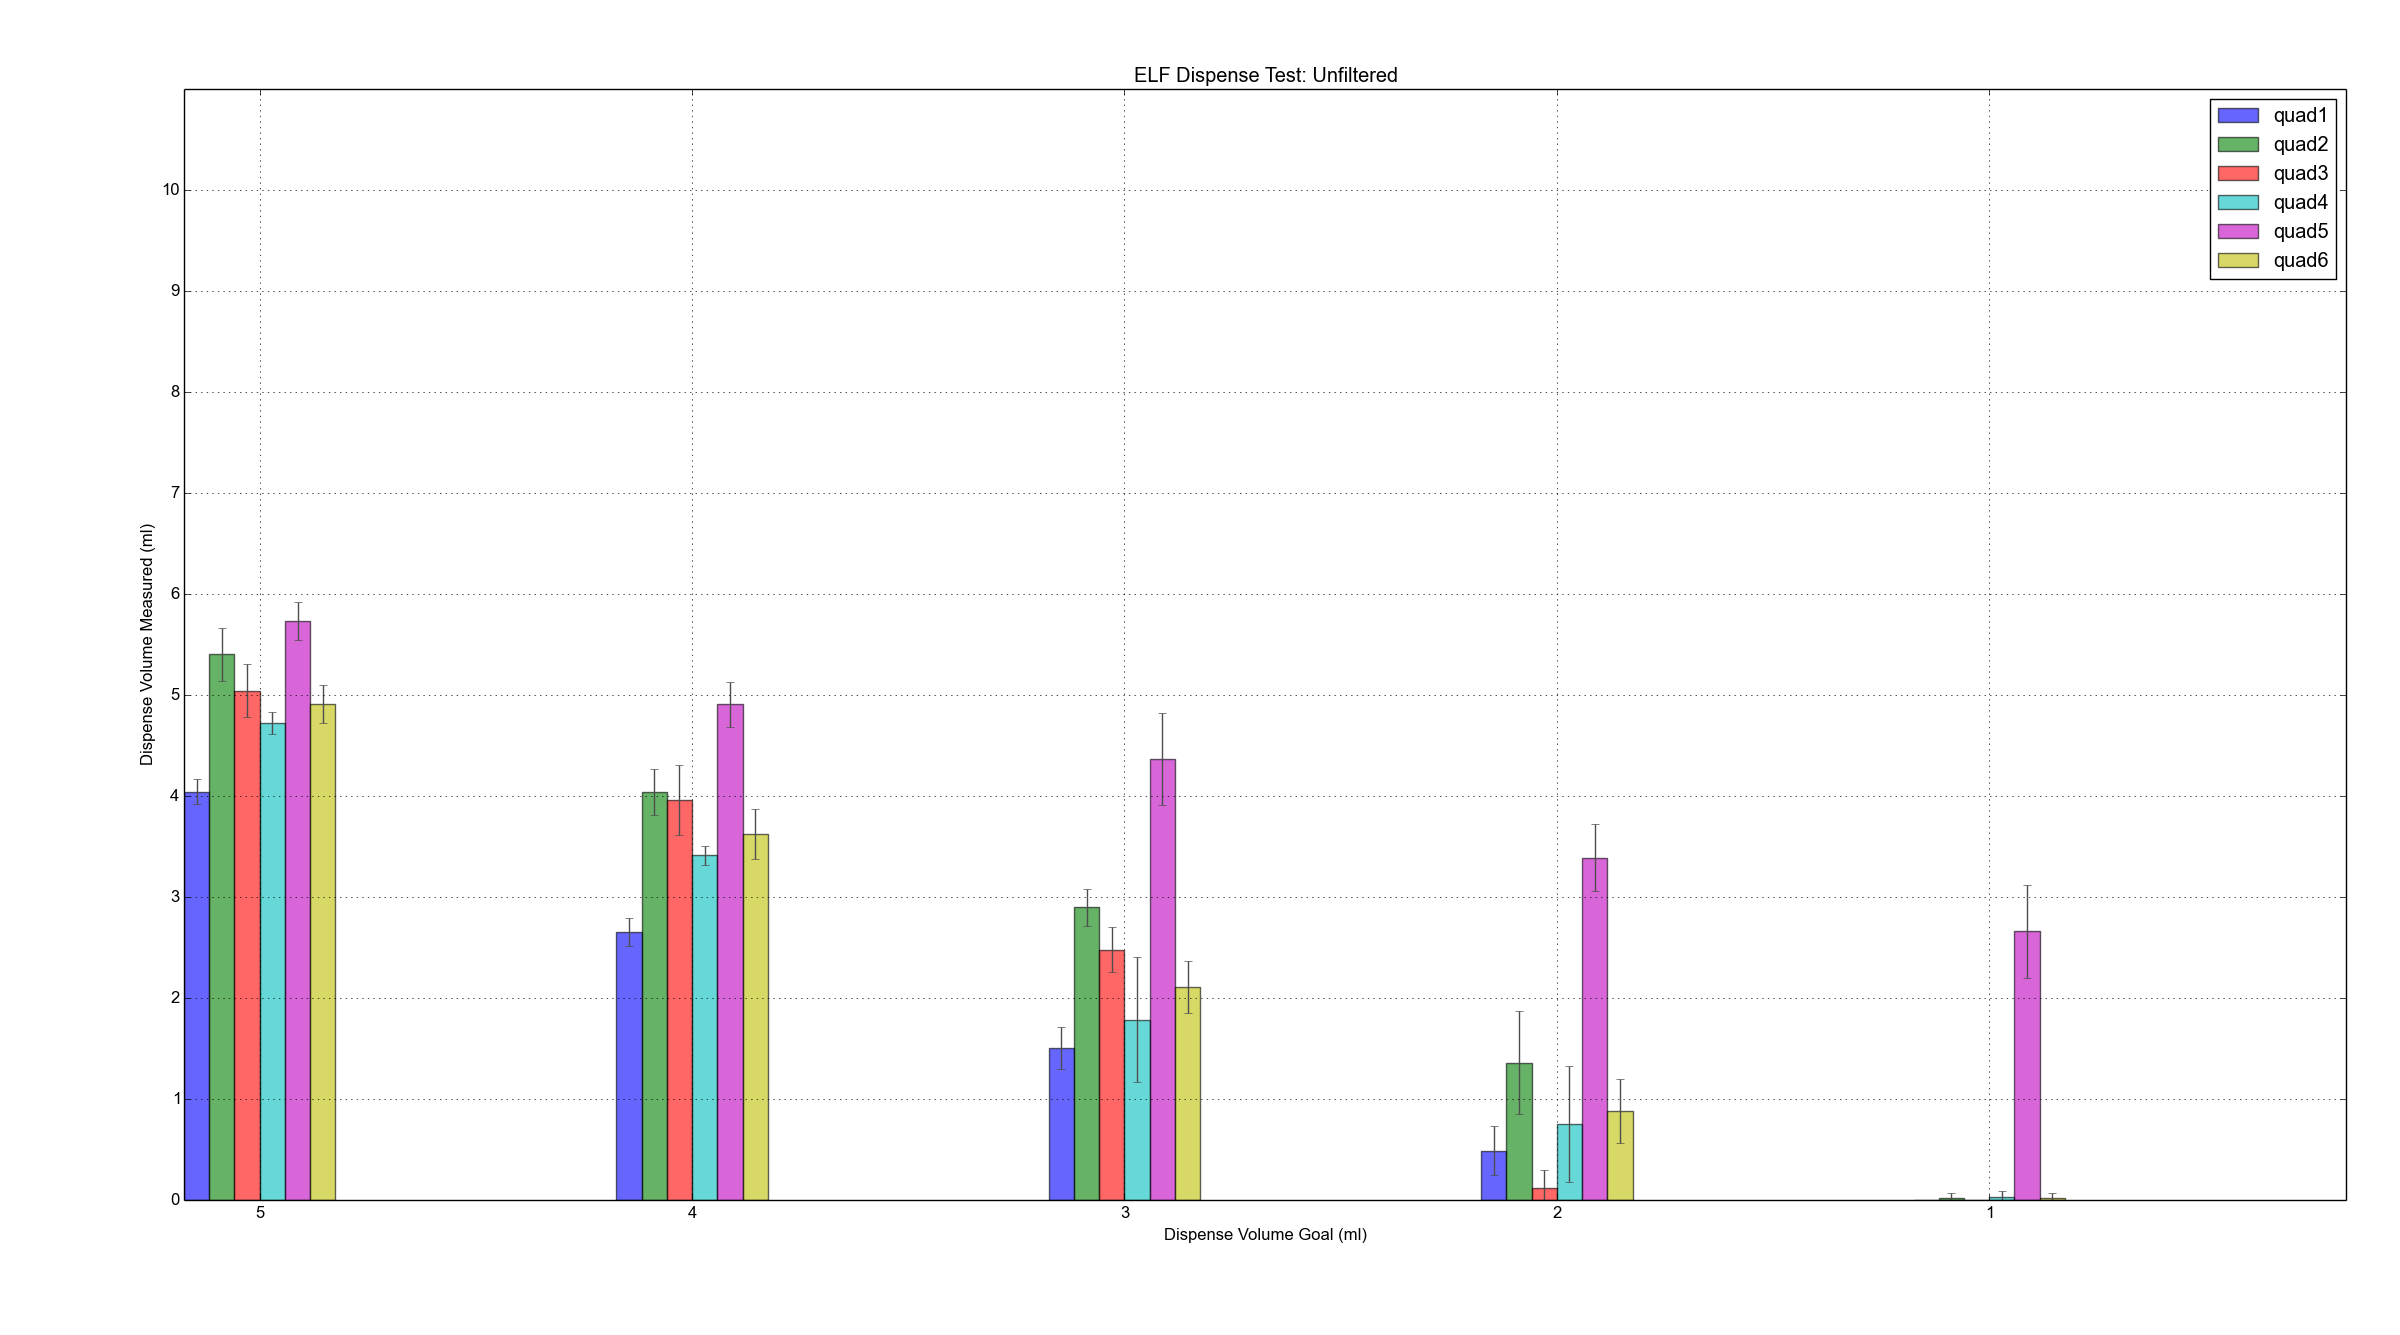 ELF Dispense Test: Unfiltered
quad1
quad2
quad3
quad4
quad5
quad6
10
9
8
7
6
5
4
3
2
1
0
Dispense Volume Measured (ml)
5 4 3 2 1
Dispense Volume Goal (ml)